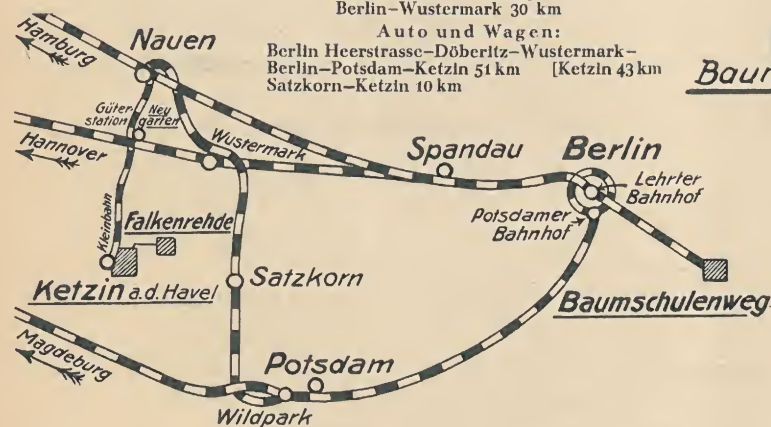 Berlin–Wustermark 30 km
Auto und Wagen:
Berlin Heerstrasse–Döberitz–Wustermark–
Berlin–Potsdam–Ketzin 51 km [Ketzin 43 km
Satzkorn–Ketzin 10 km
Baur
Hamburg
Nauen
Güter-
station
Neu
garten
Hannover
Wustermark
Spandau
Berlin
Lehrter
Bahnhof
Potsdamer
Bahnhof
Kleinbahn
Falkenrehde
Ketzin a.d. Havel
Satzkorn
Baumschulenweg
Magdeburg
Potsdam
Wildpark